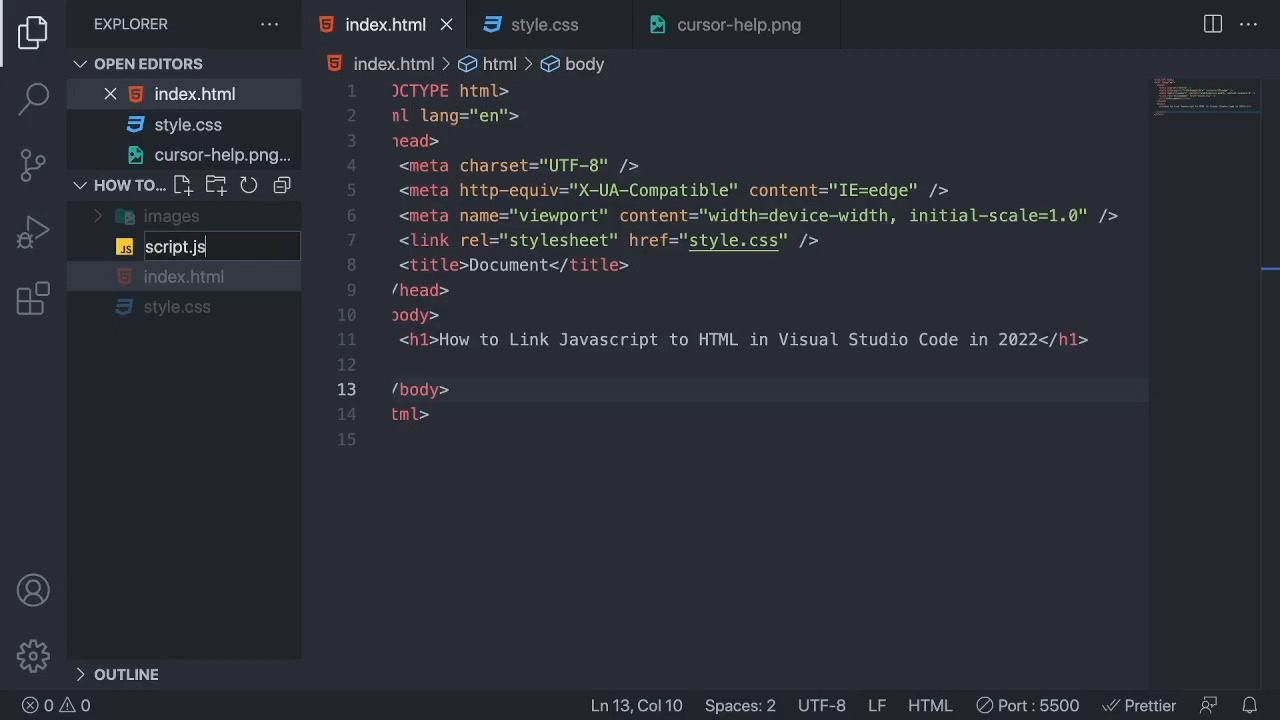 EXPLORER
index.html
style.css
cursor-help.png
OPEN EDITORS
index.html
style.css
cursor-help.png...
HOW TO...
images
JS script.js
index.html
style.css
index.html > html > body
1 OCTYPE html>
2 ml lang="en">
3 head>
4 <meta charset="UTF-8" />
5 <meta http-equiv="X-UA-Compatible" content="IE=edge" />
6 <meta name="viewport" content="width=device-width, initial-scale=1.0" />
7 <link rel="stylesheet" href="style.css" />
8 <title>Document</title>
9 /head>
10 body>
11 <h1>How to Link Javascript to HTML in Visual Studio Code in 2022</h1>
12
13 /body>
14 tml>
15
OUTLINE
0 0
Ln 13, Col 10
Spaces: 2
UTF-8
LF
HTML
Port : 5500
Prettier